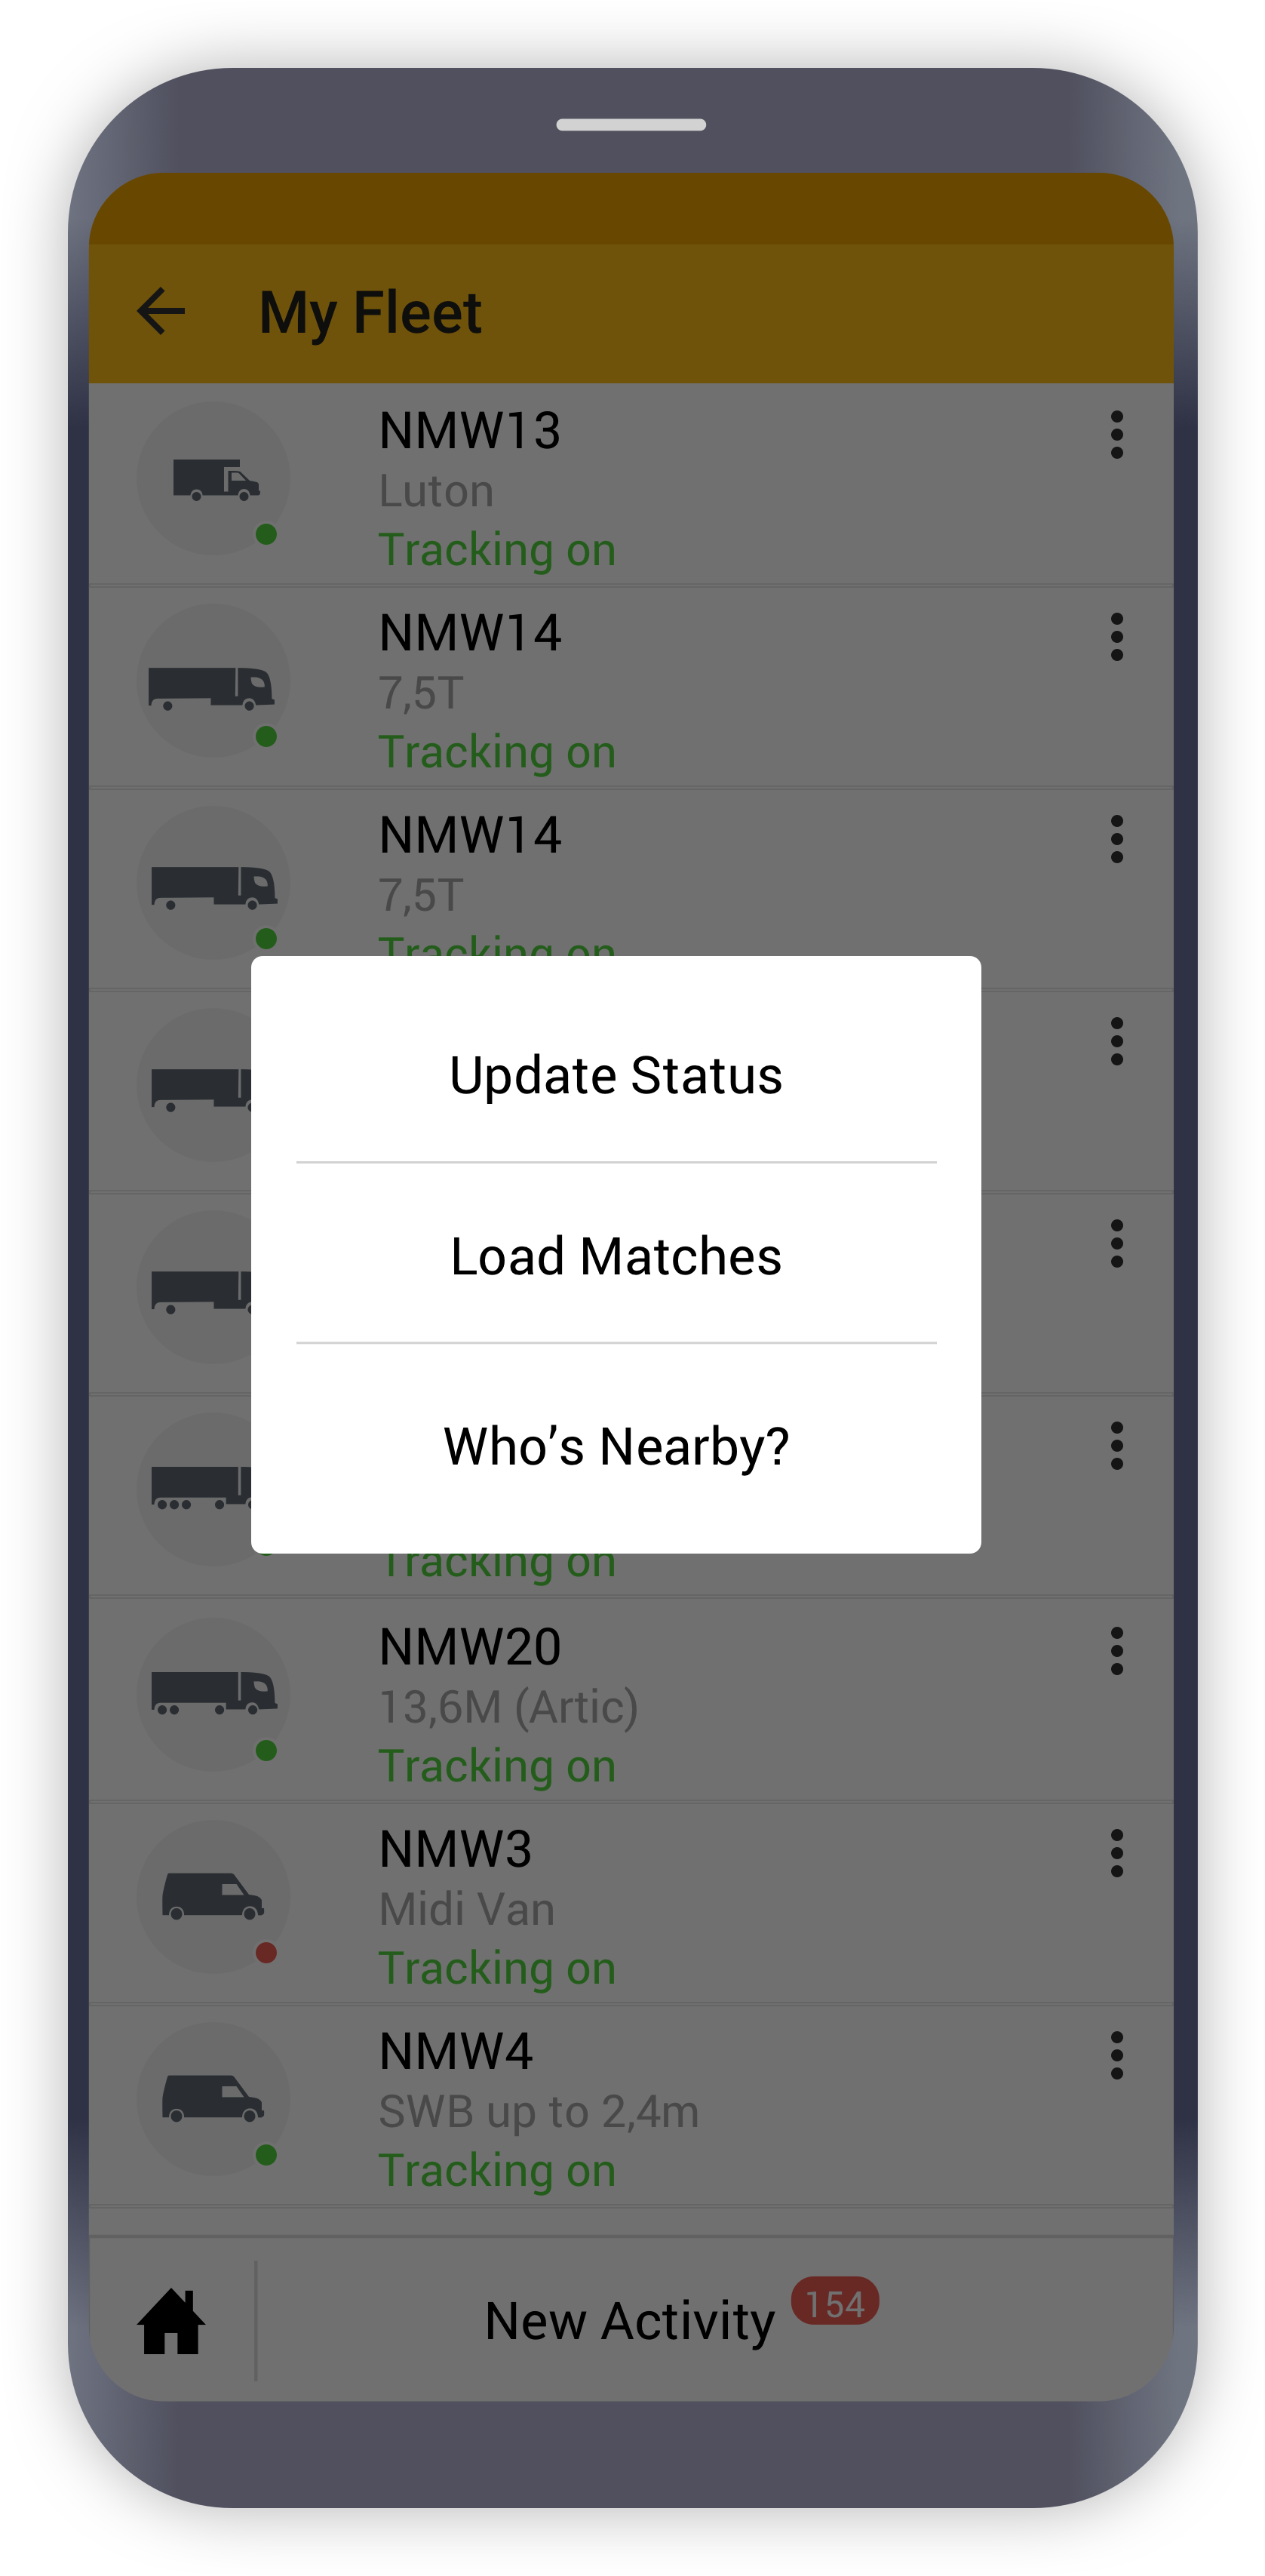 My Fleet
NMW13
Luton
Tracking on
NMW14
7,5T
Tracking on
NMW14
7,5T
Tracking on
Update Status
Load Matches
Who's Nearby?
Tracking on
NMW20
13,6M (Artic)
Tracking on
NMW3
Midi Van
Tracking on
NMW4
SWB up to 2,4m
Tracking on
New Activity 154